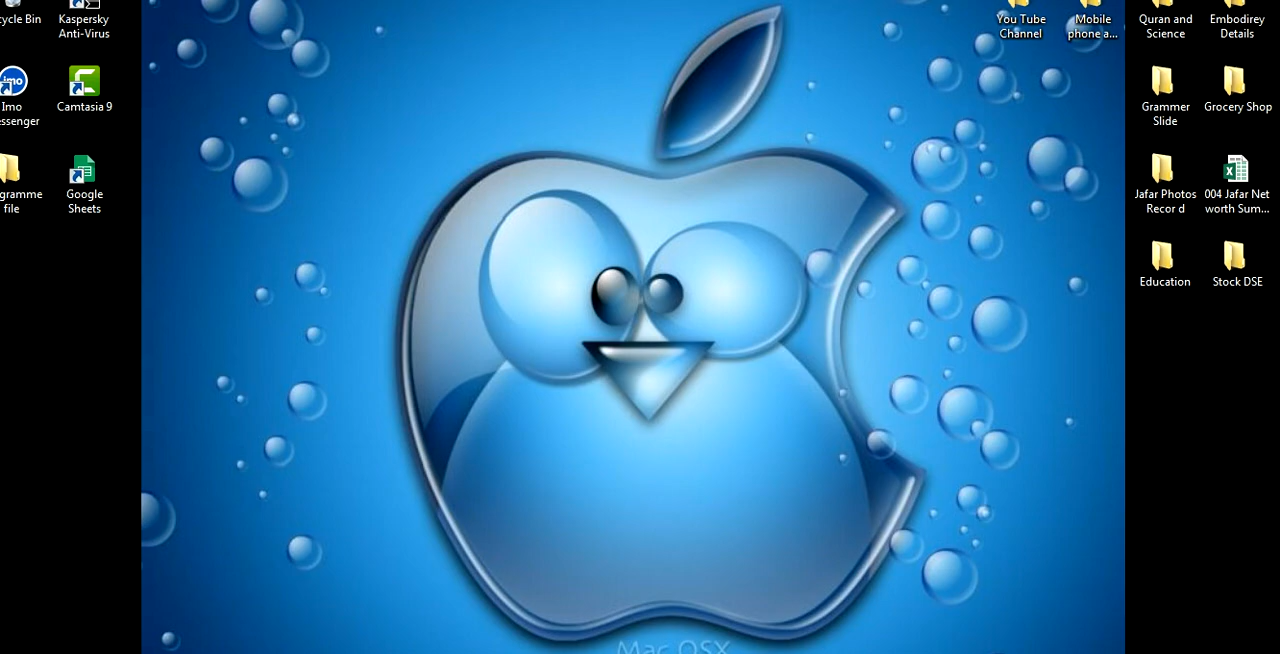 cycle Bin
Kaspersky
Anti-Virus
imo
Imo
essenger
Camtasia 9
gramme
file
Google
Sheets
You Tube
Channel
Mobile
phone a...
Quran and
Science
Embodirey
Details
Grammer
Slide
Grocery Shop
Jafar Photos
Recor d
004 Jafar Net
worth Sum...
Education
Stock DSE
Mac OSX